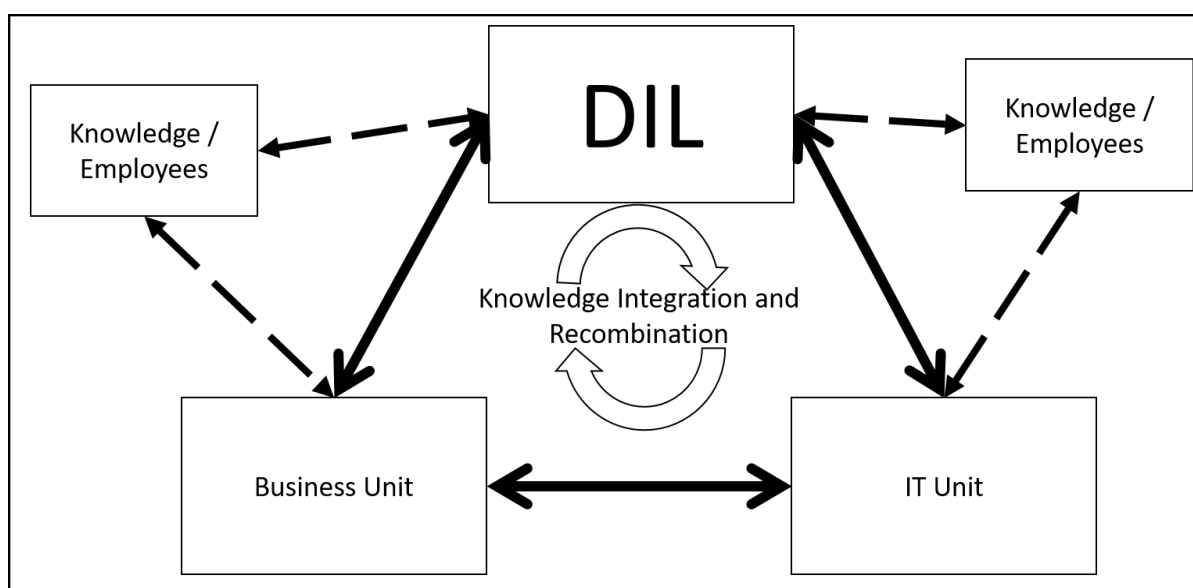 DIL
Knowledge /
Employees
Knowledge /
Employees
Knowledge Integration and
Recombination
Business Unit
IT Unit